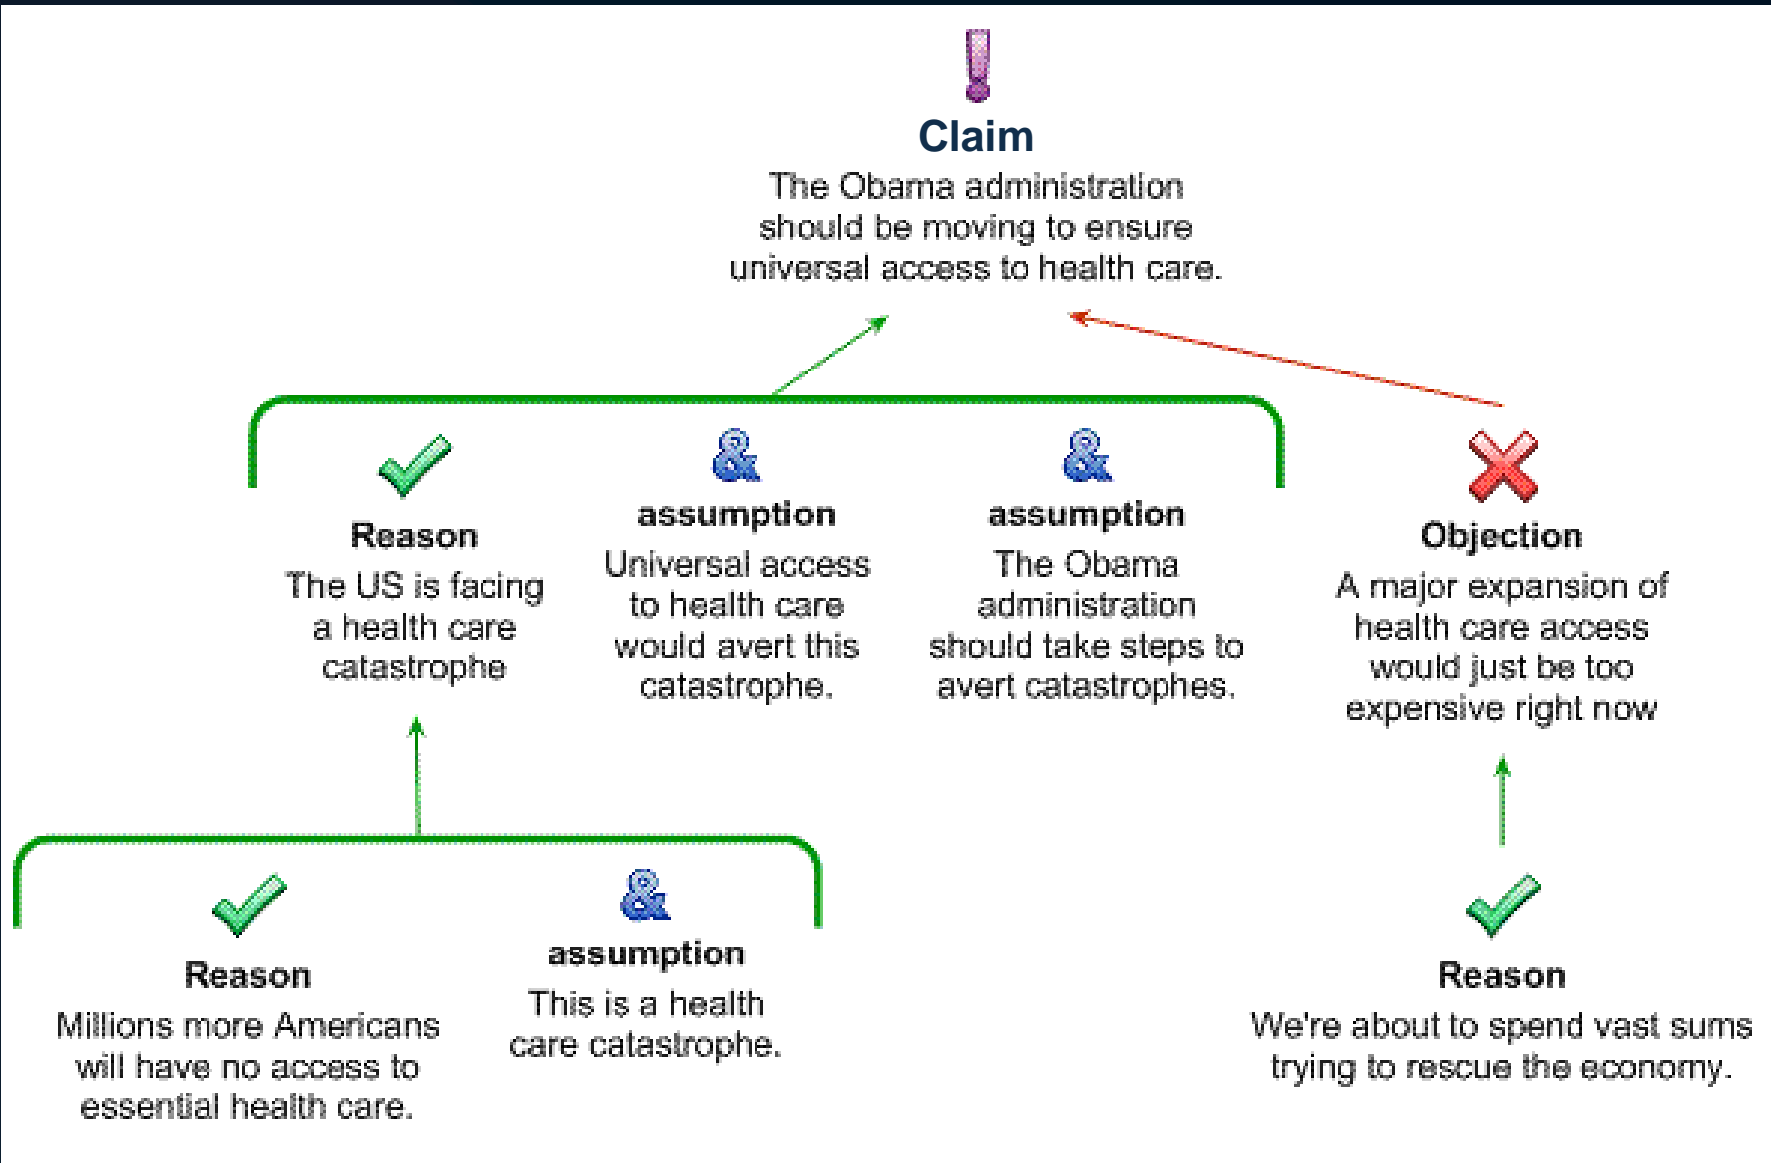 Claim
The Obama administration
should be moving to ensure
universal access to health care.
&
&
Reason
The US is facing
a health care
catastrophe
assumption
Universal access
to health care
would avert this
catastrophe.
assumption
The Obama
administration
should take steps to
avert catastrophes.
Objection
A major expansion of
health care access
would just be too
expensive right now
&
Reason
Millions more Americans
will have no access to
essential health care.
assumption
This is a health
care catastrophe.
Reason
We're about to spend vast sums
trying to rescue the economy.